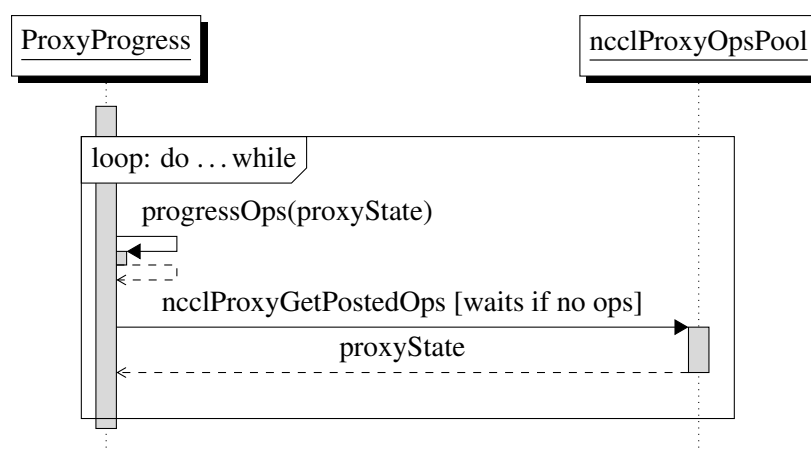 ProxyProgress
ncclProxyOpsPool
loop: do ... while
progressOps(proxyState)
ncclProxyGetPostedOps [waits if no ops]
proxyState